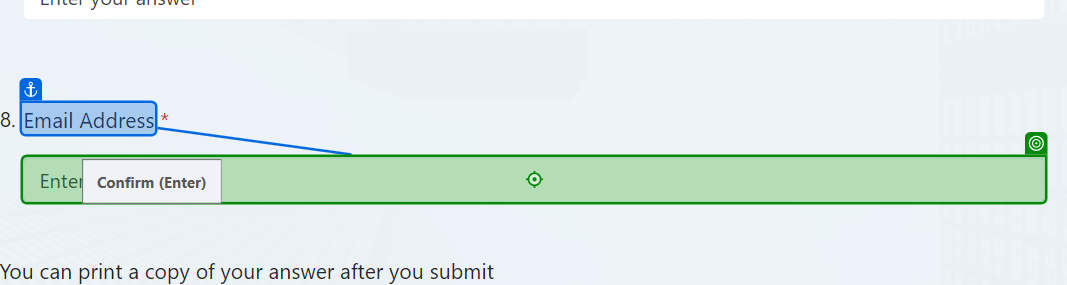 Enter your answer
8. Email Address *
Enter
Confirm (Enter)
You can print a copy of your answer after you submit